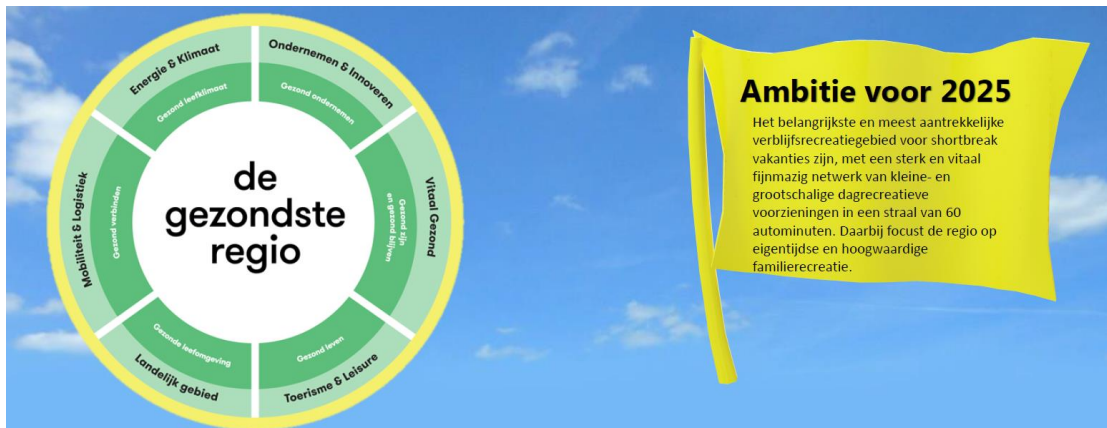 Energie & Klimaat
Ondernemen & Innoveren
Gezond leefklimaat
Gezond ondernemen
Mobiliteit & Logistiek
Gezond verbinden
de
gezondste
regio
Gezond zijn
en gezond blijven
Vitaal Gezond
Gezonde leefomgeving
Gezond leven
Landelijk gebied
Toerisme & Leisure
Ambitie voor 2025
Het belangrijkste en meest aantrekkelijke
verblijfsrecreatiegebied voor shortbreak
vakanties zijn, met een sterk en vitaal
fijnmazig netwerk van kleine- en
grootschalige dagrecreatieve
voorzieningen in een straal van 60
autominuten. Daarbij focust de regio op
eigentijdse en hoogwaardige
familierecreatie.